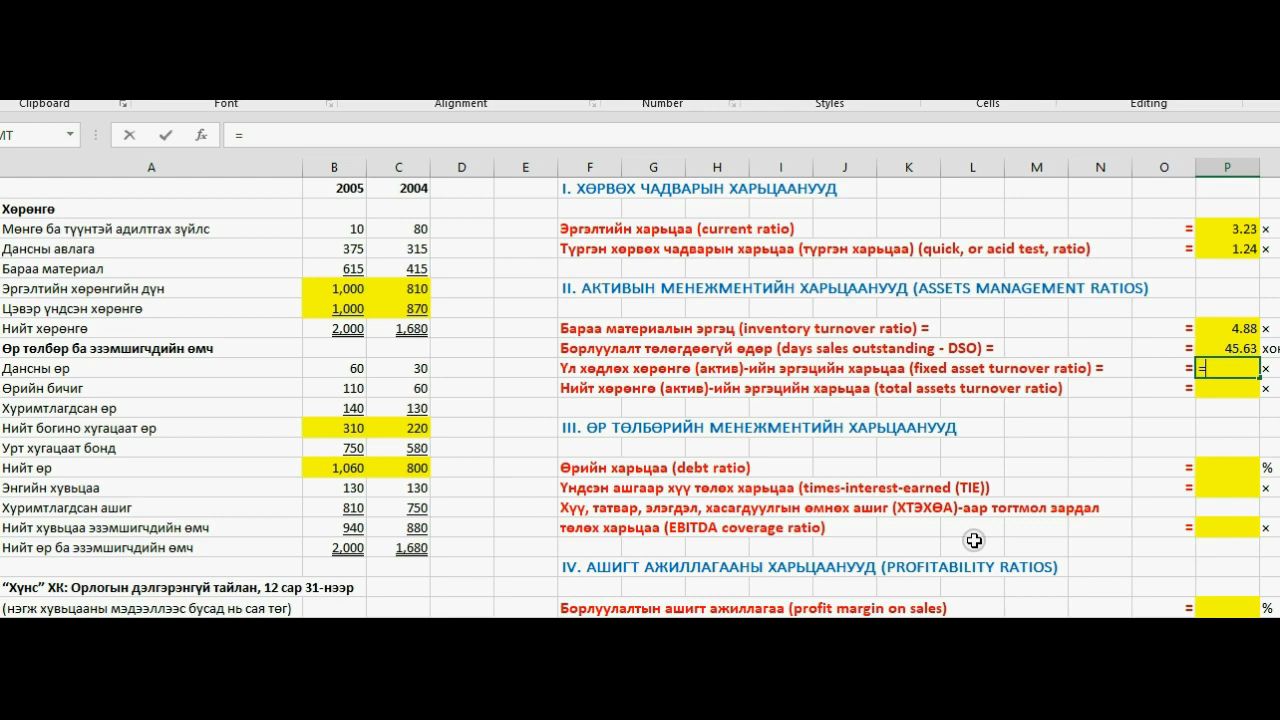 Clipboard Font Alignment Number Styles Cells Editing
MT =
A B C D E F G H I J K L M N O P
2005 2004 I. ХӨРВӨХ ЧАДВАРЫН ХАРЬЦААНУУД
Хөрөнгө
Мөнгө ба түүнтэй адилтгах зүйлс 10 80 Эргэлтийн харьцаа (current ratio) = 3.23 ×
Дансны авлага 375 315 Түргэн хөрвөх чадварын харьцаа (түргэн харьцаа) (quick, or acid test, ratio) = 1.24 ×
Бараа материал 615 415
Эргэлтийн хөрөнгийн дүн 1,000 810 II. АКТИВЫН МЕНЕЖМЕНТИЙН ХАРЬЦААНУУД (ASSETS MANAGEMENT RATIOS)
Цэвэр үндсэн хөрөнгө 1,000 870
Нийт хөрөнгө 2,000 1,680 Бараа материалын эргэц (inventory turnover ratio) = = 4.88 ×
Өр төлбөр ба эзэмшигчдийн өмч Борлуулалт төлөгдөөгүй өдөр (days sales outstanding - DSO) = = 45.63 хон
Дансны өр 60 30 Үл хөдлөх хөрөнгө (актив)-ийн эргэцийн харьцаа (fixed asset turnover ratio) = = = ×
Өрийн бичиг 110 60 Нийт хөрөнгө (актив)-ийн эргэцийн харьцаа (total assets turnover ratio) = ×
Хуримтлагдсан өр 140 130
Нийт богино хугацаат өр 310 220 III. ӨР ТӨЛБӨРИЙН МЕНЕЖМЕНТИЙН ХАРЬЦААНУУД
Урт хугацаат бонд 750 580
Нийт өр 1,060 800 Өрийн харьцаа (debt ratio) = %
Энгийн хувьцаа 130 130 Үндсэн ашгаар хүү төлөх харьцаа (times-interest-earned (TIE)) = ×
Хуримтлагдсан ашиг 810 750 Хүү, татвар, элэгдэл, хасагдуулгын өмнөх ашиг (ХТЭХӨА)-аар тогтмол зардал
Нийт хувьцаа эзэмшигчдийн өмч 940 880 төлөх харьцаа (EBITDA coverage ratio) = ×
Нийт өр ба эзэмшигчдийн өмч 2,000 1,680
IV. АШИГТ АЖИЛЛАГААНЫ ХАРЬЦААНУУД (PROFITABILITY RATIOS)
“Хүнс” ХК: Орлогын дэлгэрэнгүй тайлан, 12 сар 31-нээр
(нэгж хувьцааны мэдээллээс бусад нь сая төг) Борлуулалтын ашигт ажиллагаа (profit margin on sales) = %